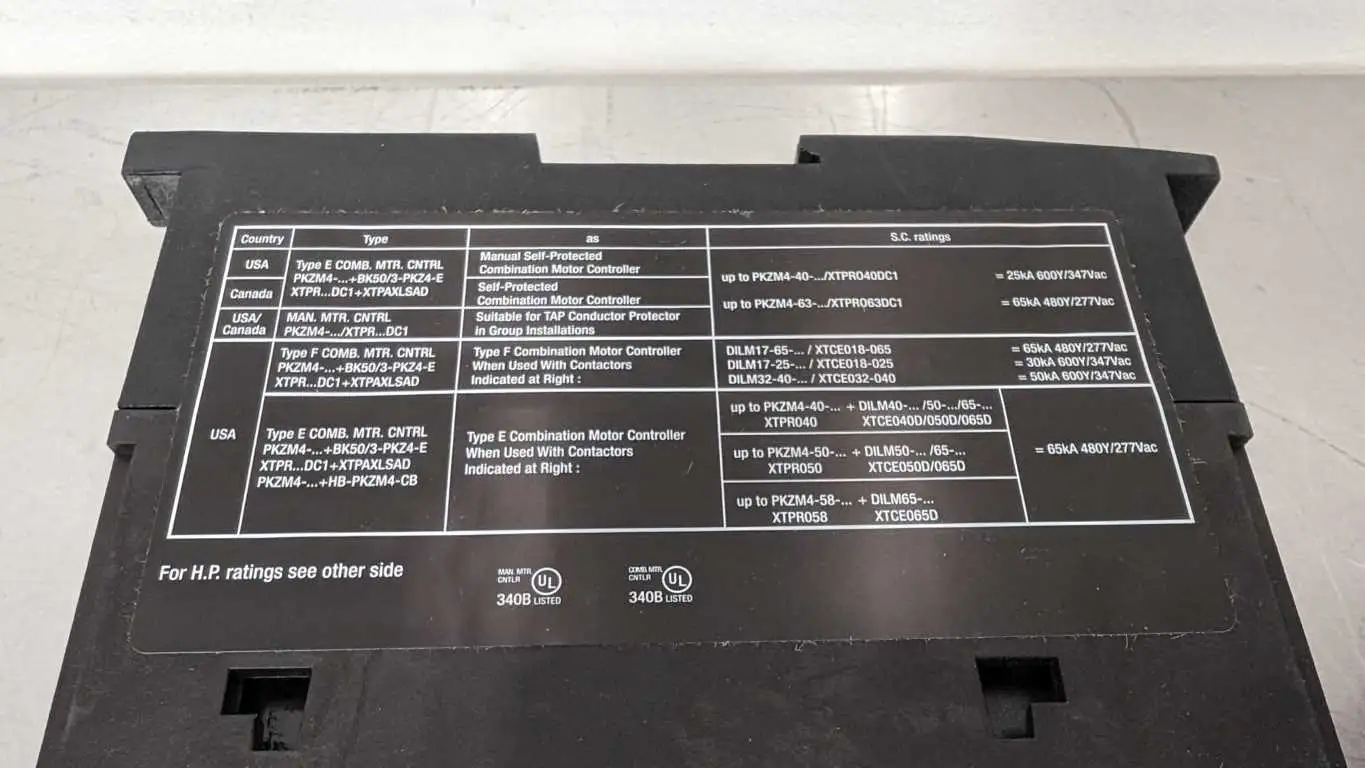 Country Type as S.C. ratings
USA
Type E COMB. MTR. CNTRL
PKZM4-...+BK50/3-PKZ4-E
XTPR...DC1+XTPAXLSAD
Manual Self-Protected
Combination Motor Controller
Canada
Self-Protected
Combination Motor Controller
up to PKZM4-40-.../XTPR040DC1 = 25kA 600Y/347Vac
up to PKZM4-63-.../XTPR063DC1 = 65kA 480Y/277Vac
USA/
Canada
MAN. MTR. CNTRL
PKZM4-.../XTPR...DC1
Suitable for TAP Conductor Protector
in Group Installations
USA
Type F COMB. MTR. CNTRL
PKZM4-...+BK50/3-PKZ4-E
XTPR...DC1+XTPAXLSAD
Type F Combination Motor Controller
When Used With Contactors
Indicated at Right :
DILM17-65-... / XTCE018-065 = 65kA 480Y/277Vac
DILM17-25-... / XTCE018-025 = 30kA 600Y/347Vac
DILM32-40-... / XTCE032-040 = 50kA 600Y/347Vac
Type E COMB. MTR. CNTRL
PKZM4-...+BK50/3-PKZ4-E
XTPR...DC1+XTPAXLSAD
PKZM4-...+HB-PKZM4-CB
Type E Combination Motor Controller
When Used With Contactors
Indicated at Right :
up to PKZM4-40-... + DILM40-... /50-.../65-...
XTPR040 XTCE040D/050D/065D
up to PKZM4-50-... + DILM50-... /65-...
XTPR050 XTCE050D/065D
up to PKZM4-58-... + DILM65-...
XTPR058 XTCE065D
= 65kA 480Y/277Vac
For H.P. ratings see other side
MAN. MTR.
CNTLR
UL
340B LISTED
COMB. MTR.
CNTLR
UL
340B LISTED